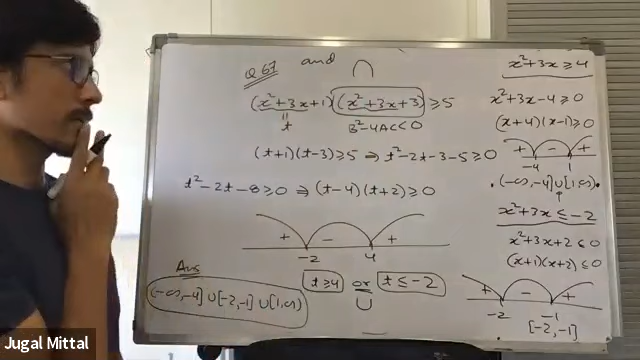 Q 67 and ∩
(x²+3x+1)(x²+3x+3) ≥5
t
B²-4AC<0
(t+1)(t-3)≥5 ⇒ t²-2t-3-5≥0
t²-2t-8≥0 ⇒ (t-4)(t+2)≥0
+ - +
-2 4
t≥4 or t≤-2
∪
Ans
(-∞,-4] ∪[-2,-1] ∪[1,∞)
x²+3x≥4
x²+3x-4≥0
(x+4)(x-1)≥0
+ - +
-4 1
(-∞,-4]∪[1,∞)
x²+3x≤-2
x²+3x+2≤0
(x+1)(x+2)≤0
+ - +
-2 -1
[-2,-1]
Jugal Mittal